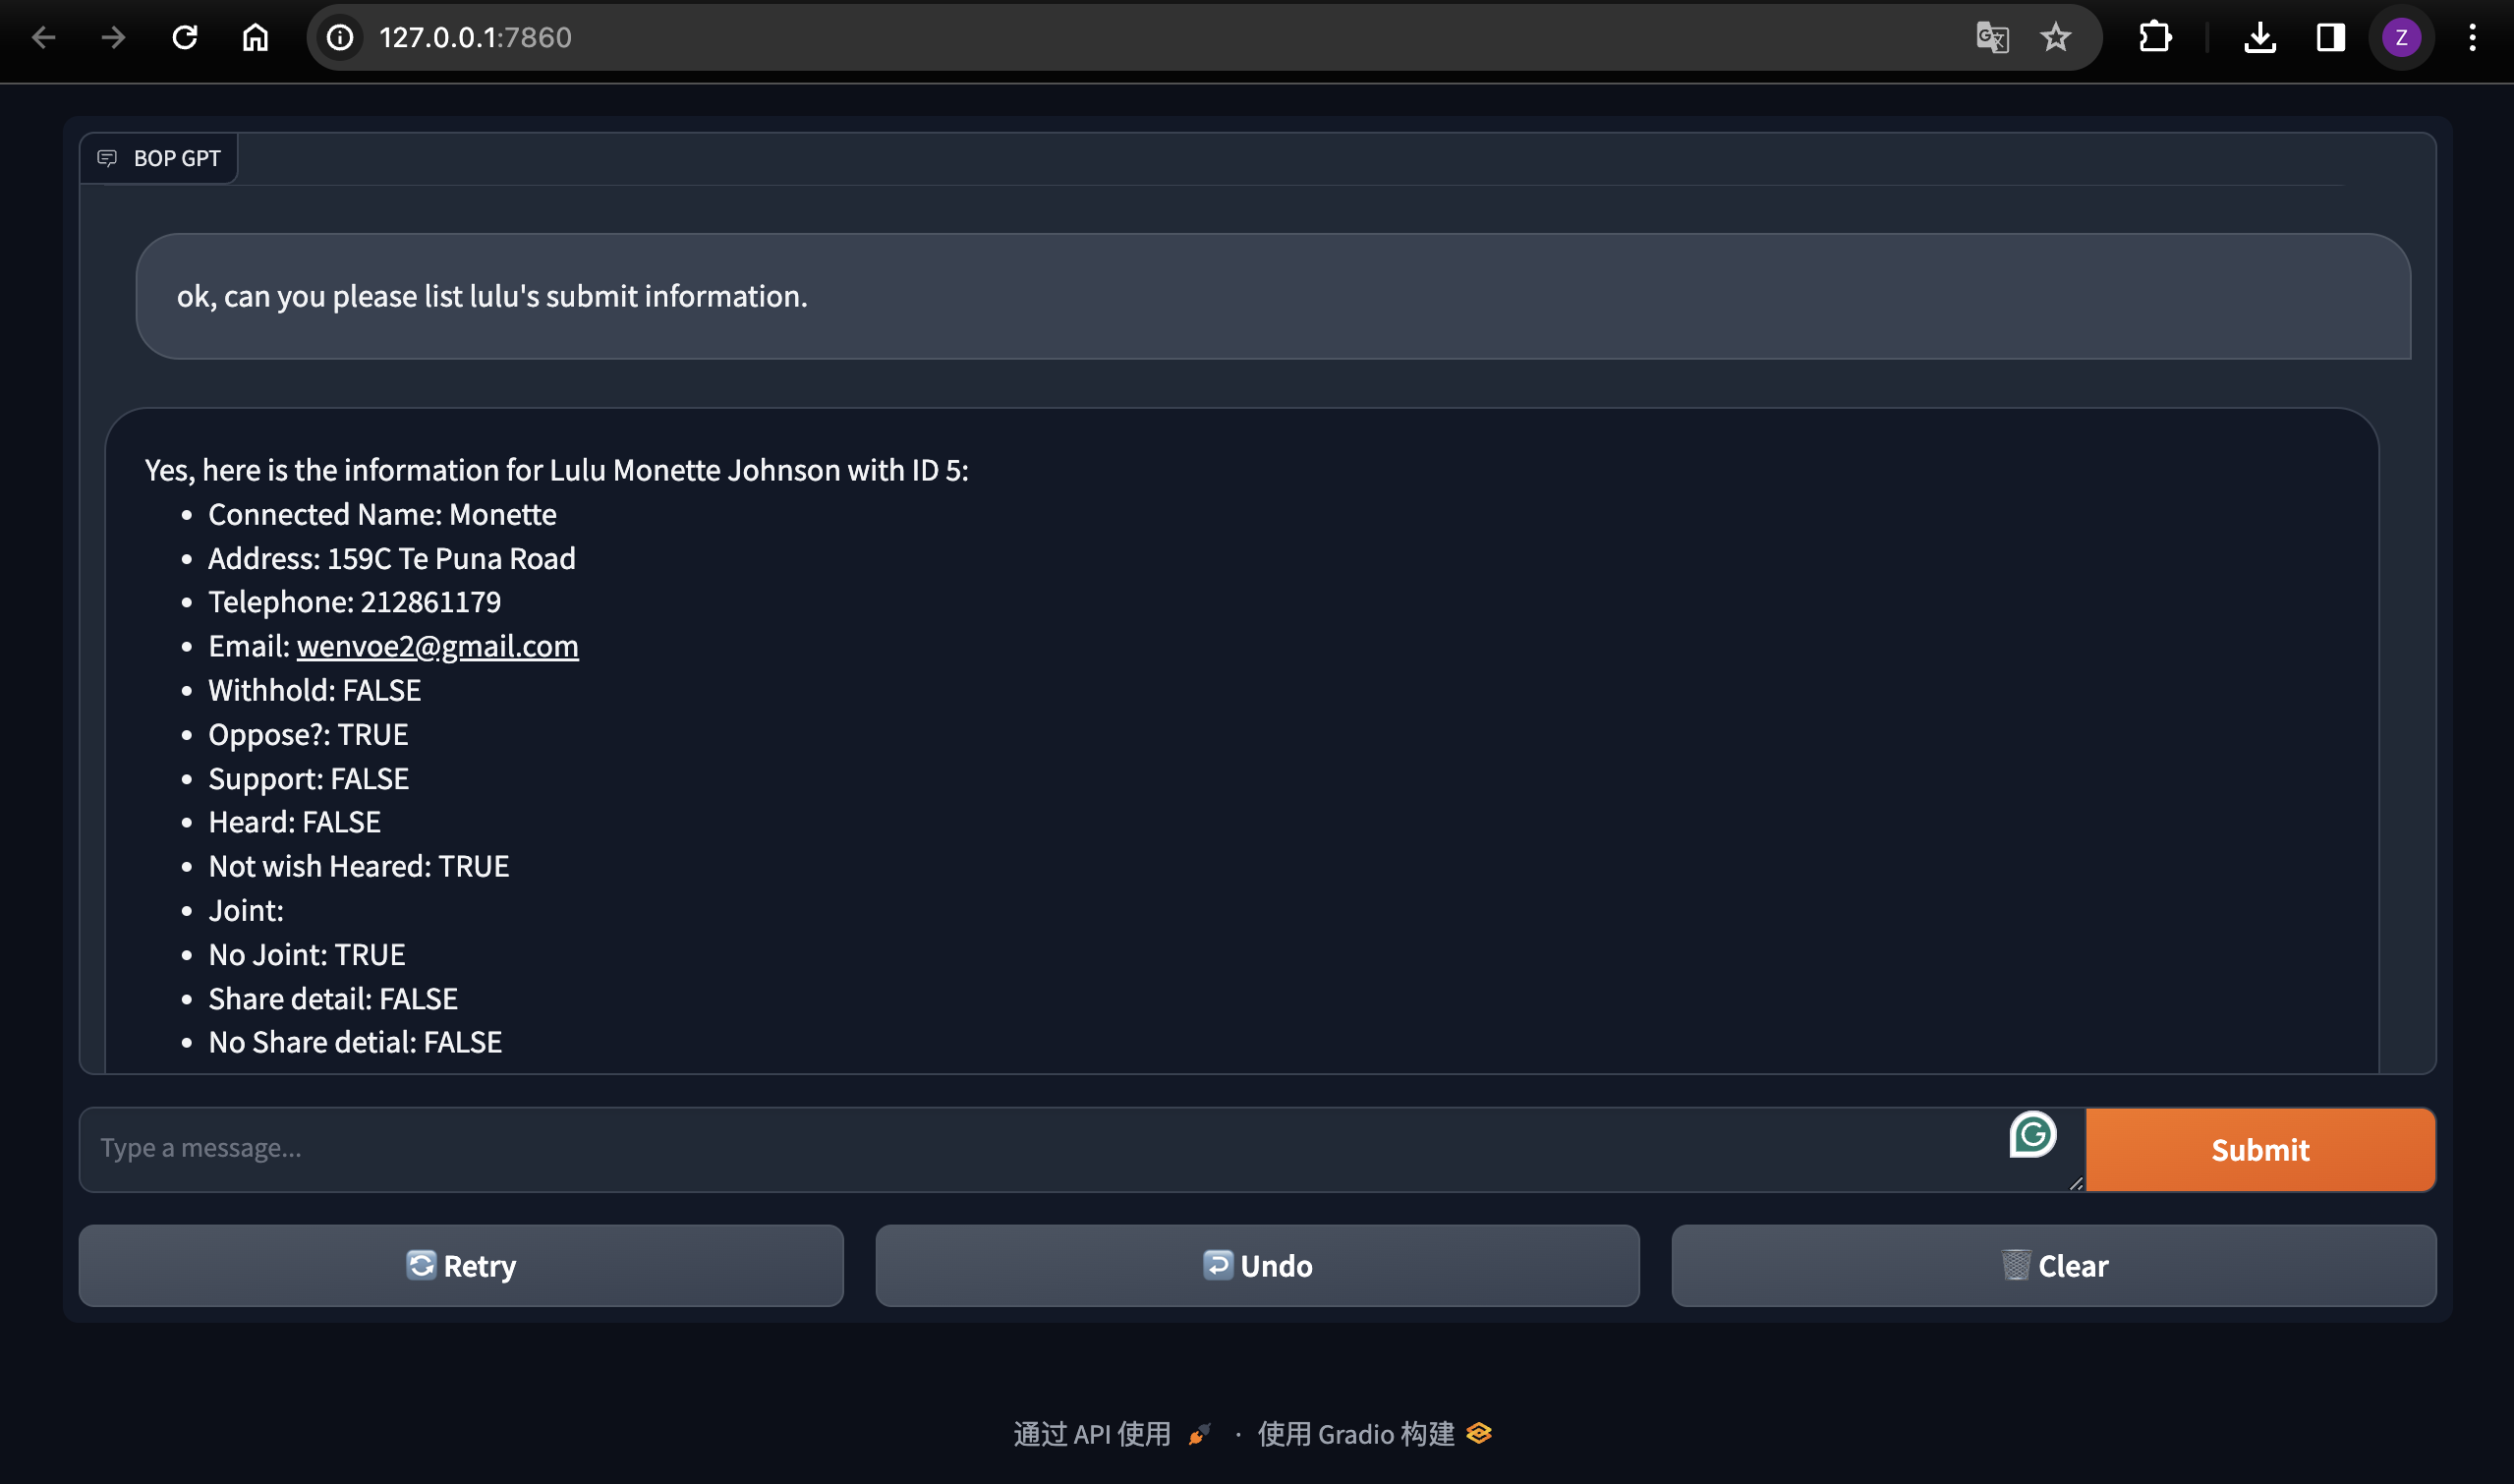 127.0.0.1:7860
Z
BOP GPT
ok, can you please list lulu's submit information.
Yes, here is the information for Lulu Monette Johnson with ID 5:
• Connected Name: Monette
• Address: 159C Te Puna Road
• Telephone: 212861179
• Email: wenvoe2@gmail.com
• Withhold: FALSE
• Oppose?: TRUE
• Support: FALSE
• Heard: FALSE
• Not wish Heared: TRUE
• Joint:
• No Joint: TRUE
• Share detail: FALSE
• No Share detial: FALSE
Type a message...
Submit
Retry
Undo
Clear
通过 API 使用 · 使用 Gradio 构建